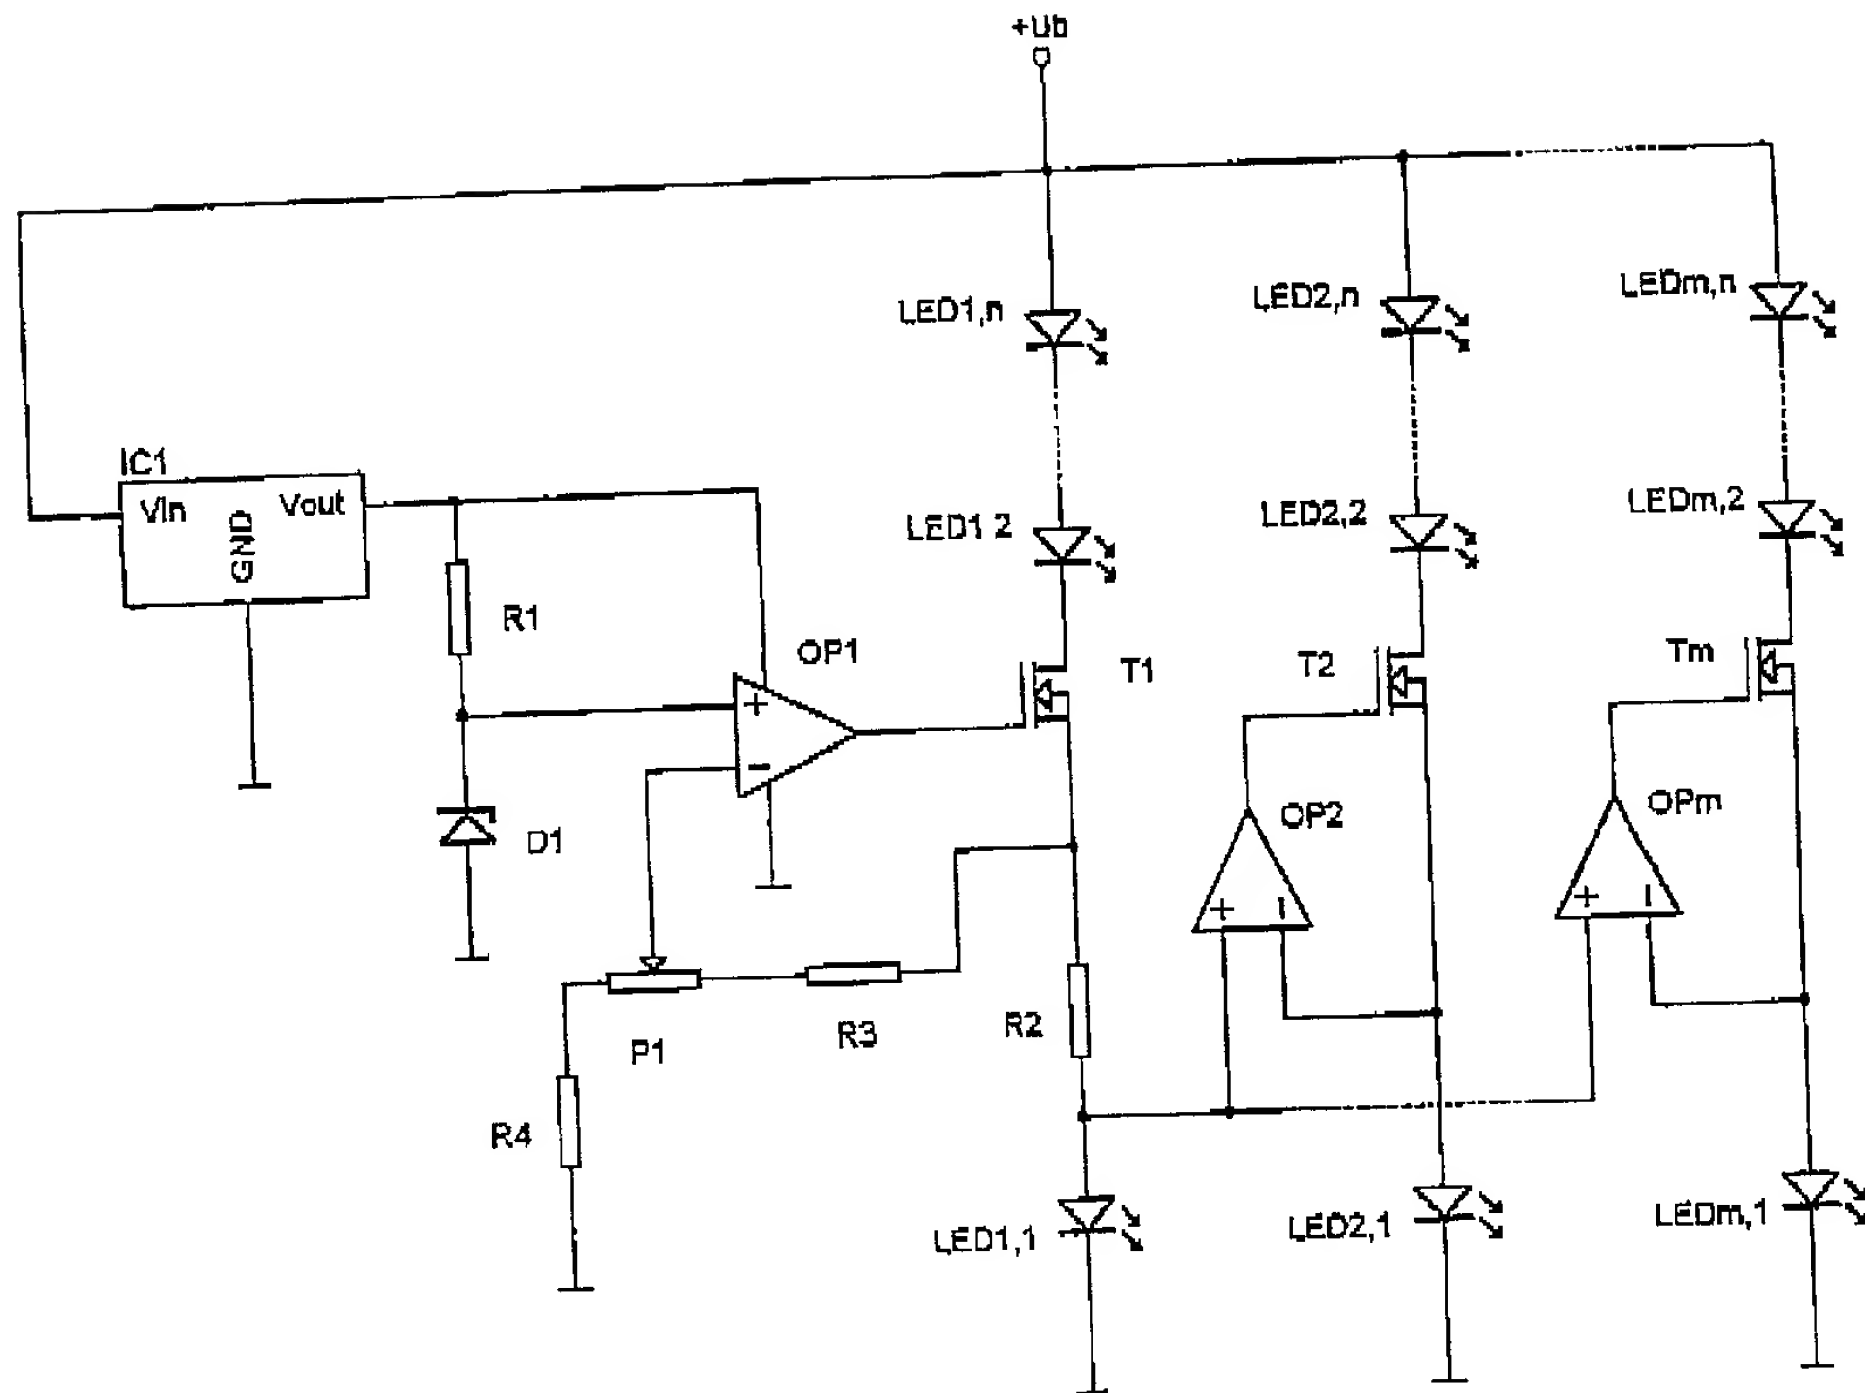 +Ub
LED1,n
LED2,n
LEDm,n
IC1
VIn
Vout
GND
LED1 2
LED2,2
LEDm,2
R1
OP1
T1
T2
Tm
+
−
D1
OP2
OPm
+
−
+
−
P1
R3
R2
R4
LED1,1
LED2,1
LEDm,1